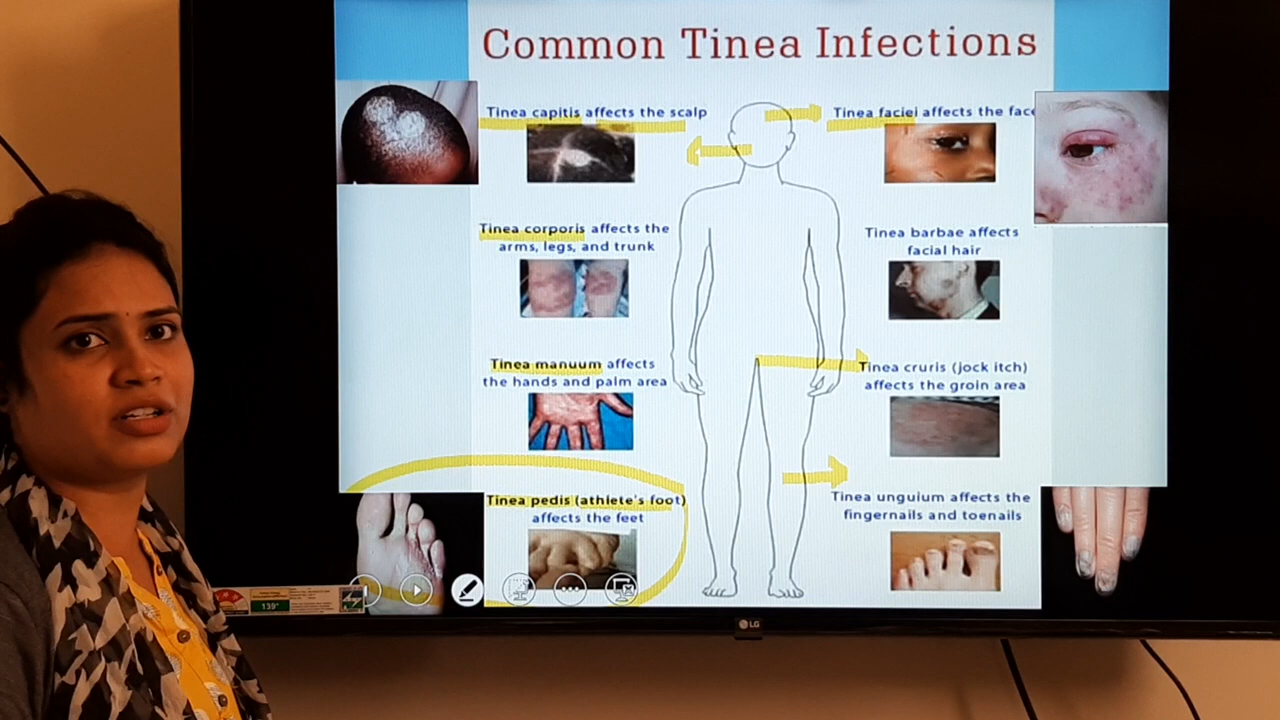 Common Tinea Infections
Tinea capitis affects the scalp
Tinea faciei affects the face
Tinea corporis affects the
arms, legs, and trunk
Tinea barbae affects
facial hair
Tinea manuum affects
the hands and palm area
Tinea cruris (jock itch)
affects the groin area
Tinea pedis (athlete's foot)
affects the feet
Tinea unguium affects the
fingernails and toenails
139"
LG